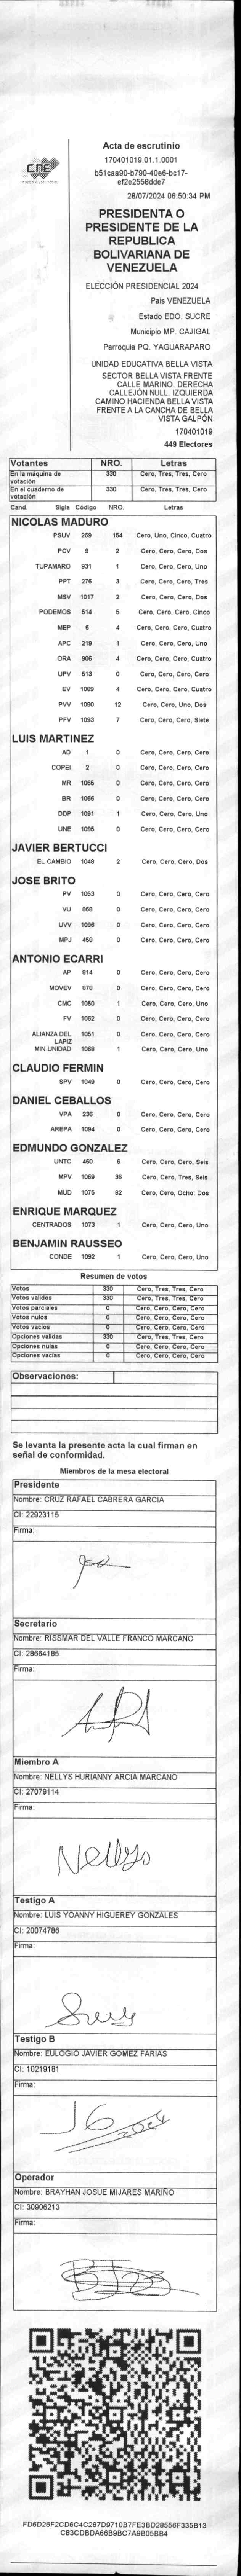 CNE
Acta de escrutinio
170401019.01.1.0001
b51caa90-b790-40e6-bc17-
ef2e2558dde7
28/07/2024 06:50:34 PM
PRESIDENTA O
PRESIDENTE DE LA
REPUBLICA
BOLIVARIANA DE
VENEZUELA
ELECCIÓN PRESIDENCIAL 2024
Pais VENEZUELA
Estado EDO. SUCRE
Municipio MP. CAJIGAL
Parroquia PQ. YAGUARAPARO
UNIDAD EDUCATIVA BELLA VISTA
SECTOR BELLA VISTA FRENTE
CALLE MARINO. DERECHA
CALLEJÓN NULL. IZQUIERDA
CAMINO HACIENDA BELLA VISTA
FRENTE A LA CANCHA DE BELLA
VISTA GALPÓN
170401019
449 Electores
Votantes NRO. Letras
En la máquina de votación 330 Cero, Tres, Tres, Cero
En el cuaderno de votación 330 Cero, Tres, Tres, Cero
Cand. Sigla Código NRO. Letras
NICOLAS MADURO
PSUV 269 154 Cero, Uno, Cinco, Cuatro
PCV 9 2 Cero, Cero, Cero, Dos
TUPAMARO 931 1 Cero, Cero, Cero, Uno
PPT 276 3 Cero, Cero, Cero, Tres
MSV 1017 2 Cero, Cero, Cero, Dos
PODEMOS 514 5 Cero, Cero, Cero, Cinco
MEP 6 4 Cero, Cero, Cero, Cuatro
APC 219 1 Cero, Cero, Cero, Uno
ORA 906 4 Cero, Cero, Cero, Cuatro
UPV 513 0 Cero, Cero, Cero, Cero
EV 1089 4 Cero, Cero, Cero, Cuatro
PVV 1090 12 Cero, Cero, Uno, Dos
PFV 1093 7 Cero, Cero, Cero, Siete
LUIS MARTINEZ
AD 1 0 Cero, Cero, Cero, Cero
COPEI 2 0 Cero, Cero, Cero, Cero
MR 1065 0 Cero, Cero, Cero, Cero
BR 1066 0 Cero, Cero, Cero, Cero
DDP 1091 1 Cero, Cero, Cero, Uno
UNE 1095 0 Cero, Cero, Cero, Cero
JAVIER BERTUCCI
EL CAMBIO 1048 2 Cero, Cero, Cero, Dos
JOSE BRITO
PV 1053 0 Cero, Cero, Cero, Cero
VU 868 0 Cero, Cero, Cero, Cero
UVV 1096 0 Cero, Cero, Cero, Cero
MPJ 459 0 Cero, Cero, Cero, Cero
ANTONIO ECARRI
AP 814 0 Cero, Cero, Cero, Cero
MOVEV 878 0 Cero, Cero, Cero, Cero
CMC 1050 1 Cero, Cero, Cero, Uno
FV 1062 0 Cero, Cero, Cero, Cero
ALIANZA DEL LAPIZ 1051 0 Cero, Cero, Cero, Cero
MIN UNIDAD 1068 1 Cero, Cero, Cero, Uno
CLAUDIO FERMIN
SPV 1049 0 Cero, Cero, Cero, Cero
DANIEL CEBALLOS
VPA 236 0 Cero, Cero, Cero, Cero
AREPA 1094 0 Cero, Cero, Cero, Cero
EDMUNDO GONZALEZ
UNTC 460 6 Cero, Cero, Cero, Seis
MPV 1069 36 Cero, Cero, Tres, Seis
MUD 1075 82 Cero, Cero, Ocho, Dos
ENRIQUE MARQUEZ
CENTRADOS 1073 1 Cero, Cero, Cero, Uno
BENJAMIN RAUSSEO
CONDE 1092 1 Cero, Cero, Cero, Uno
Resumen de votos
Votos 330 Cero, Tres, Tres, Cero
Votos validos 330 Cero, Tres, Tres, Cero
Votos parciales 0 Cero, Cero, Cero, Cero
Votos nulos 0 Cero, Cero, Cero, Cero
Votos vacios 0 Cero, Cero, Cero, Cero
Opciones validas 330 Cero, Tres, Tres, Cero
Opciones nulas 0 Cero, Cero, Cero, Cero
Opciones vacias 0 Cero, Cero, Cero, Cero
Observaciones:
Se levanta la presente acta la cual firman en
señal de conformidad.
Miembros de la mesa electoral
Presidente
Nombre: CRUZ RAFAEL CABRERA GARCIA
CI: 22923115
Firma:
Secretario
Nombre: RISSMAR DEL VALLE FRANCO MARCANO
CI: 28664185
Firma:
Miembro A
Nombre: NELLYS HURIANNY ARCIA MARCANO
CI: 27079114
Firma:
Nellys
Testigo A
Nombre: LUIS YOANNY HIGUEREY GONZALES
CI: 20074786
Firma:
Testigo B
Nombre: EULOGIO JAVIER GOMEZ FARIAS
CI: 10219181
Firma:
Operador
Nombre: BRAYHAN JOSUE MIJARES MARIÑO
CI: 30906213
Firma:
FD8D26F2CD6C4C287D9710B7FE3BD28556F335B13
C83CDBDA66B9BC7A9B05BB4